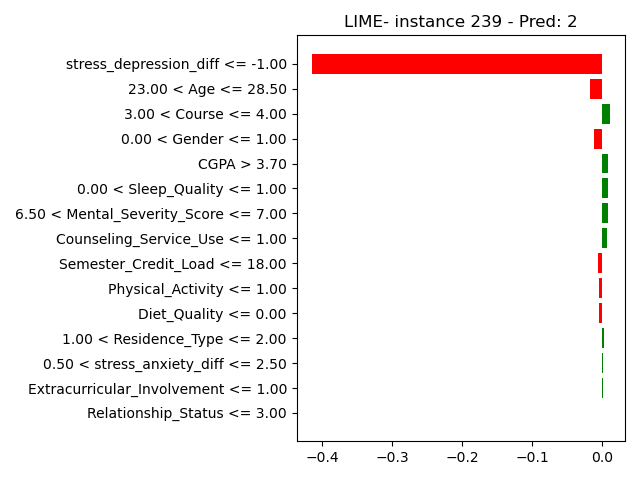 LIME- instance 239 - Pred: 2
stress_depression_diff <= -1.00
23.00 < Age <= 28.50
3.00 < Course <= 4.00
0.00 < Gender <= 1.00
CGPA > 3.70
0.00 < Sleep_Quality <= 1.00
6.50 < Mental_Severity_Score <= 7.00
Counseling_Service_Use <= 1.00
Semester_Credit_Load <= 18.00
Physical_Activity <= 1.00
Diet_Quality <= 0.00
1.00 < Residence_Type <= 2.00
0.50 < stress_anxiety_diff <= 2.50
Extracurricular_Involvement <= 1.00
Relationship_Status <= 3.00
−0.4 −0.3 −0.2 −0.1 0.0